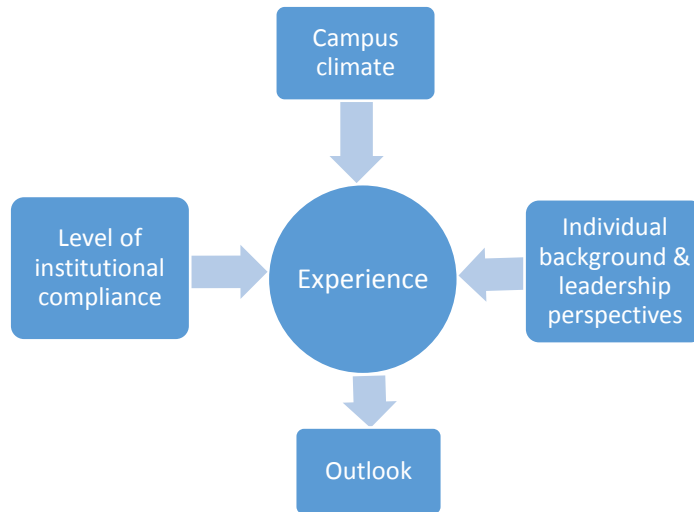 Campus
climate
Level of
institutional
compliance
Experience
Individual
background &
leadership
perspectives
Outlook